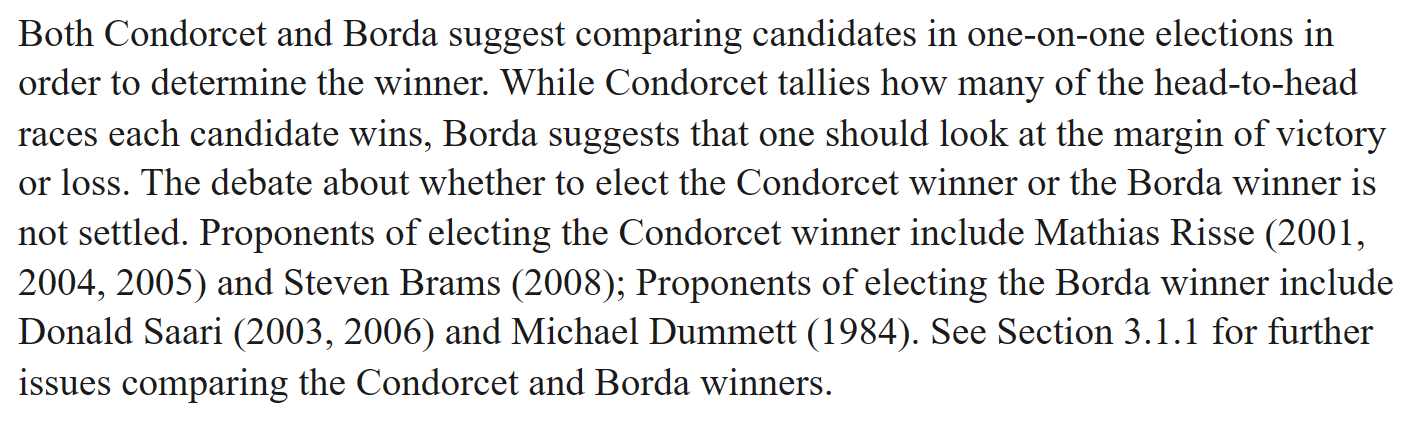 Both Condorcet and Borda suggest comparing candidates in one-on-one elections in
order to determine the winner. While Condorcet tallies how many of the head-to-head
races each candidate wins, Borda suggests that one should look at the margin of victory
or loss. The debate about whether to elect the Condorcet winner or the Borda winner is
not settled. Proponents of electing the Condorcet winner include Mathias Risse (2001,
2004, 2005) and Steven Brams (2008); Proponents of electing the Borda winner include
Donald Saari (2003, 2006) and Michael Dummett (1984). See Section 3.1.1 for further
issues comparing the Condorcet and Borda winners.